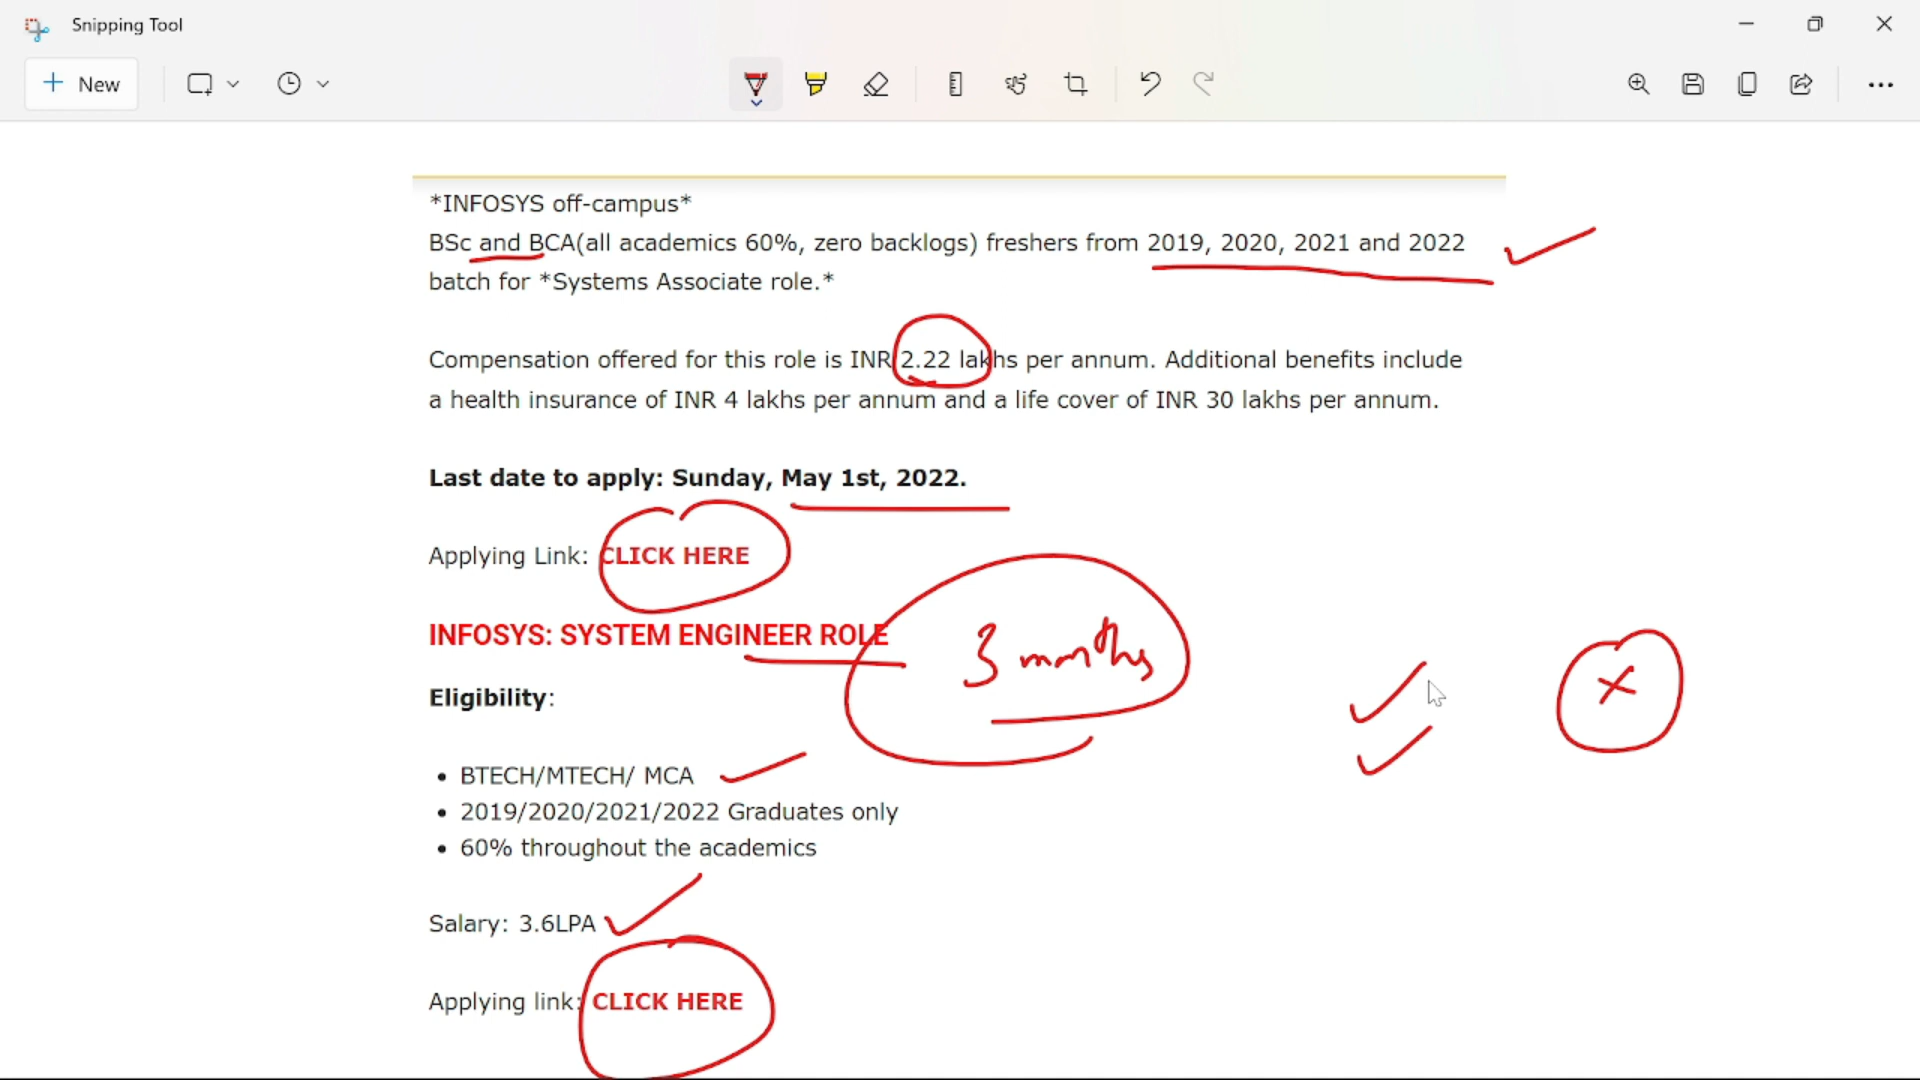 Snipping Tool
New
*INFOSYS off-campus*
BSc and BCA(all academics 60%, zero backlogs) freshers from 2019, 2020, 2021 and 2022
batch for *Systems Associate role.*
Compensation offered for this role is INR 2.22 lakhs per annum. Additional benefits include
a health insurance of INR 4 lakhs per annum and a life cover of INR 30 lakhs per annum.
Last date to apply: Sunday, May 1st, 2022.
Applying Link: CLICK HERE
INFOSYS: SYSTEM ENGINEER ROLE
3 months
Eligibility:
• BTECH/MTECH/ MCA
• 2019/2020/2021/2022 Graduates only
• 60% throughout the academics
Salary: 3.6LPA
Applying link: CLICK HERE